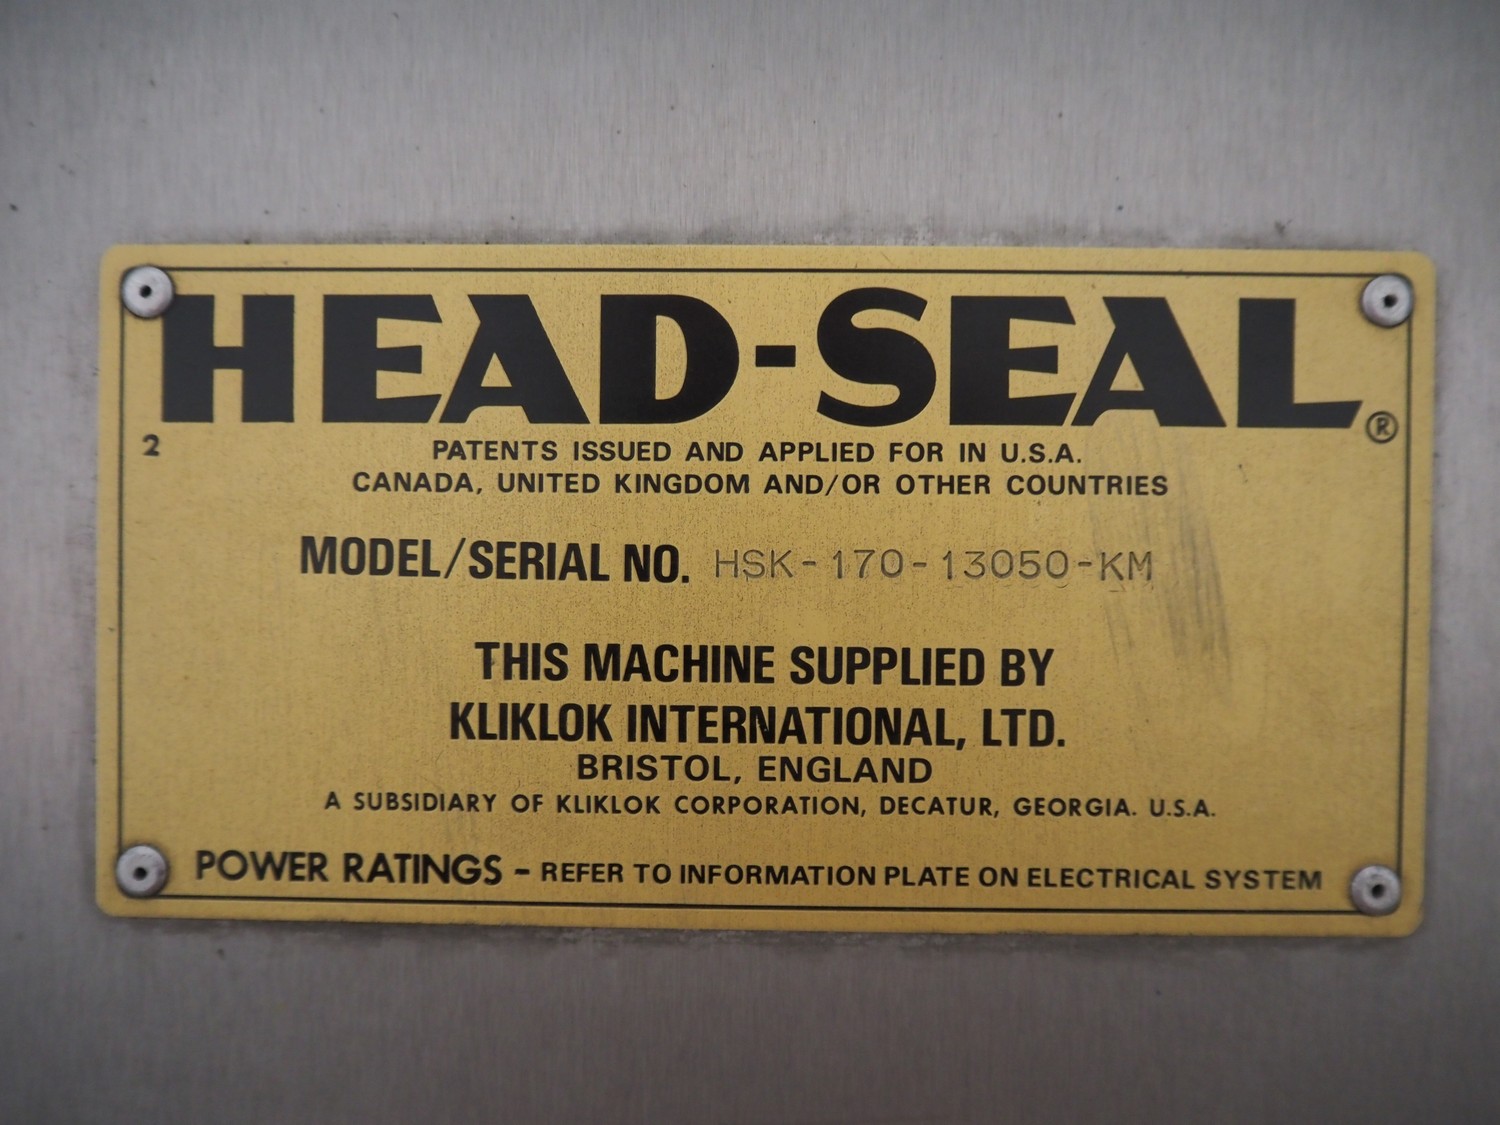 HEAD-SEAL®
2
PATENTS ISSUED AND APPLIED FOR IN U.S.A.
CANADA, UNITED KINGDOM AND/OR OTHER COUNTRIES
MODEL/SERIAL NO. HSK-170-13050-KM
THIS MACHINE SUPPLIED BY
KLIKLOK INTERNATIONAL, LTD.
BRISTOL, ENGLAND
A SUBSIDIARY OF KLIKLOK CORPORATION, DECATUR, GEORGIA. U.S.A.
POWER RATINGS - REFER TO INFORMATION PLATE ON ELECTRICAL SYSTEM